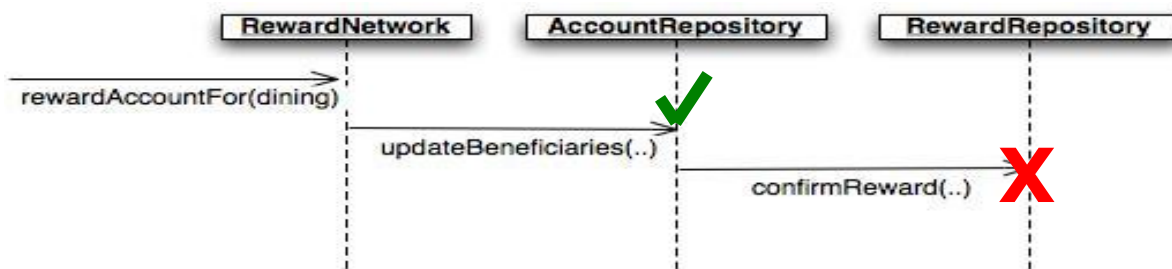 RewardNetwork
AccountRepository
RewardRepository
rewardAccountFor(dining)
updateBeneficiaries(..)
confirmReward(..)